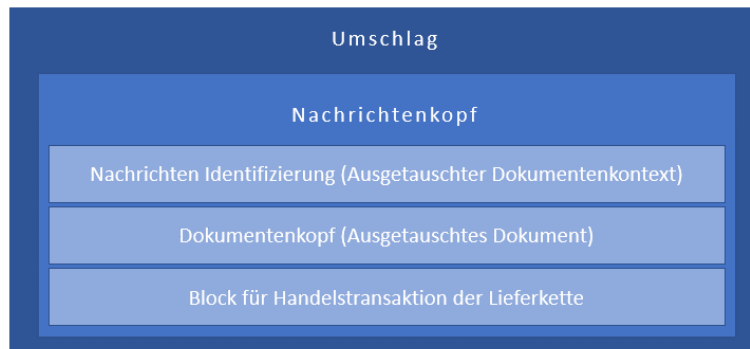 Umschlag
Nachrichtenkopf
Nachrichten Identifizierung (Ausgetauschter Dokumentenkontext)
Dokumentenkopf (Ausgetauschtes Dokument)
Block für Handelstransaktion der Lieferkette